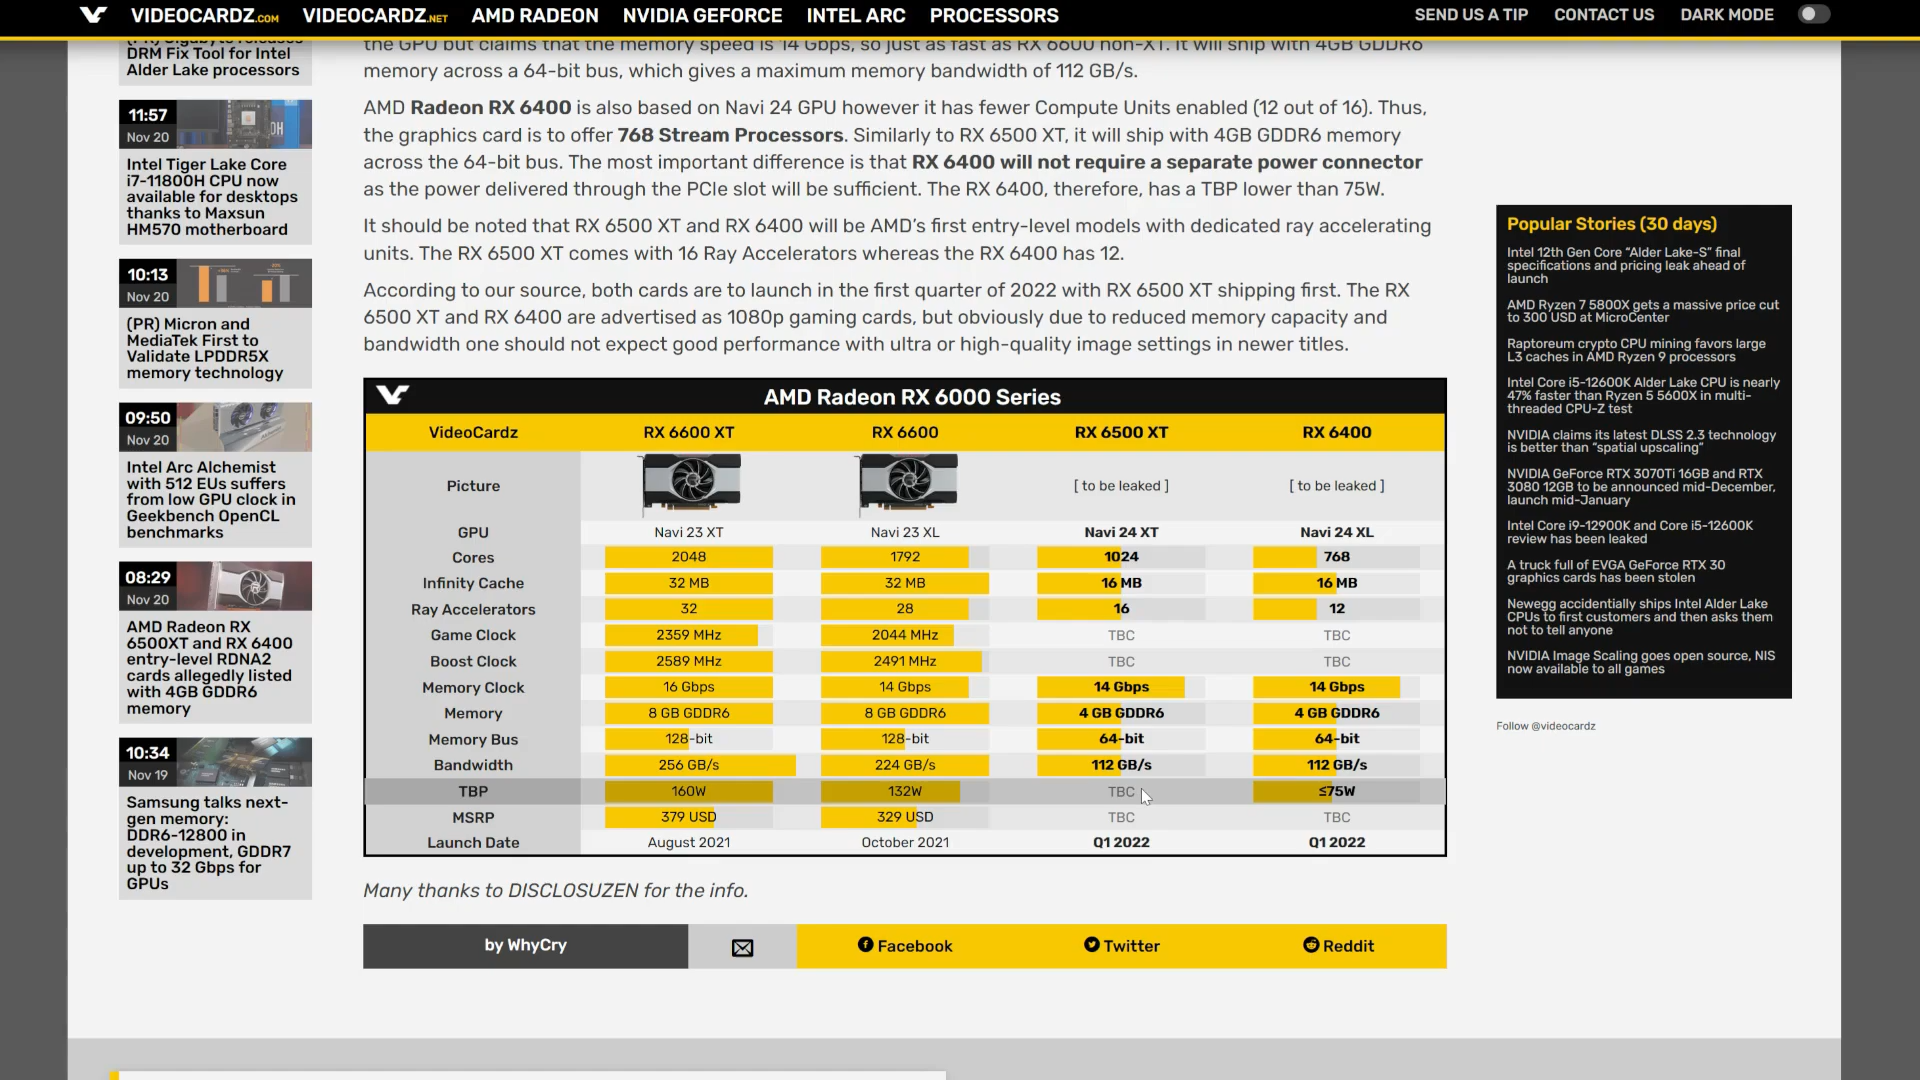 VIDEOCARDZ.COM VIDEOCARDZ.NET AMD RADEON NVIDIA GEFORCE INTEL ARC PROCESSORS SEND US A TIP CONTACT US DARK MODE
(PR) Gigabyte releases
DRM Fix Tool for Intel
Alder Lake processors
11:57
Nov 20
Intel Tiger Lake Core
i7-11800H CPU now
available for desktops
thanks to Maxsun
HM570 motherboard
10:13
Nov 20
(PR) Micron and
MediaTek First to
Validate LPDDR5X
memory technology
09:50
Nov 20
Intel Arc Alchemist
with 512 EUs suffers
from low GPU clock in
Geekbench OpenCL
benchmarks
08:29
Nov 20
AMD Radeon RX
6500XT and RX 6400
entry-level RDNA2
cards allegedly listed
with 4GB GDDR6
memory
10:34
Nov 19
Samsung talks next-
gen memory:
DDR6-12800 in
development, GDDR7
up to 32 Gbps for
GPUs
the GPU but claims that the memory speed is 14 Gbps, so just as fast as RX 6600 non-XT. It will ship with 4GB GDDR6
memory across a 64-bit bus, which gives a maximum memory bandwidth of 112 GB/s.
AMD Radeon RX 6400 is also based on Navi 24 GPU however it has fewer Compute Units enabled (12 out of 16). Thus,
the graphics card is to offer 768 Stream Processors. Similarly to RX 6500 XT, it will ship with 4GB GDDR6 memory
across the 64-bit bus. The most important difference is that RX 6400 will not require a separate power connector
as the power delivered through the PCIe slot will be sufficient. The RX 6400, therefore, has a TBP lower than 75W.
It should be noted that RX 6500 XT and RX 6400 will be AMD's first entry-level models with dedicated ray accelerating
units. The RX 6500 XT comes with 16 Ray Accelerators whereas the RX 6400 has 12.
According to our source, both cards are to launch in the first quarter of 2022 with RX 6500 XT shipping first. The RX
6500 XT and RX 6400 are advertised as 1080p gaming cards, but obviously due to reduced memory capacity and
bandwidth one should not expect good performance with ultra or high-quality image settings in newer titles.
AMD Radeon RX 6000 Series
VideoCardz RX 6600 XT RX 6600 RX 6500 XT RX 6400
Picture [ to be leaked ] [ to be leaked ]
GPU Navi 23 XT Navi 23 XL Navi 24 XT Navi 24 XL
Cores 2048 1792 1024 768
Infinity Cache 32 MB 32 MB 16 MB 16 MB
Ray Accelerators 32 28 16 12
Game Clock 2359 MHz 2044 MHz TBC TBC
Boost Clock 2589 MHz 2491 MHz TBC TBC
Memory Clock 16 Gbps 14 Gbps 14 Gbps 14 Gbps
Memory 8 GB GDDR6 8 GB GDDR6 4 GB GDDR6 4 GB GDDR6
Memory Bus 128-bit 128-bit 64-bit 64-bit
Bandwidth 256 GB/s 224 GB/s 112 GB/s 112 GB/s
TBP 160W 132W TBC ≤75W
MSRP 379 USD 329 USD TBC TBC
Launch Date August 2021 October 2021 Q1 2022 Q1 2022
Many thanks to DISCLOSUZEN for the info.
by WhyCry Facebook Twitter Reddit
Popular Stories (30 days)
Intel 12th Gen Core “Alder Lake-S” final
specifications and pricing leak ahead of
launch
AMD Ryzen 7 5800X gets a massive price cut
to 300 USD at MicroCenter
Raptoreum crypto CPU mining favors large
L3 caches in AMD Ryzen 9 processors
Intel Core i5-12600K Alder Lake CPU is nearly
47% faster than Ryzen 5 5600X in multi-
threaded CPU-Z test
NVIDIA claims its latest DLSS 2.3 technology
is better than “spatial upscaling”
NVIDIA GeForce RTX 3070Ti 16GB and RTX
3080 12GB to be announced mid-December,
launch mid-January
Intel Core i9-12900K and Core i5-12600K
review has been leaked
A truck full of EVGA GeForce RTX 30
graphics cards has been stolen
Newegg accidentially ships Intel Alder Lake
CPUs to first customers and then asks them
not to tell anyone
NVIDIA Image Scaling goes open source, NIS
now available to all games
Follow @videocardz